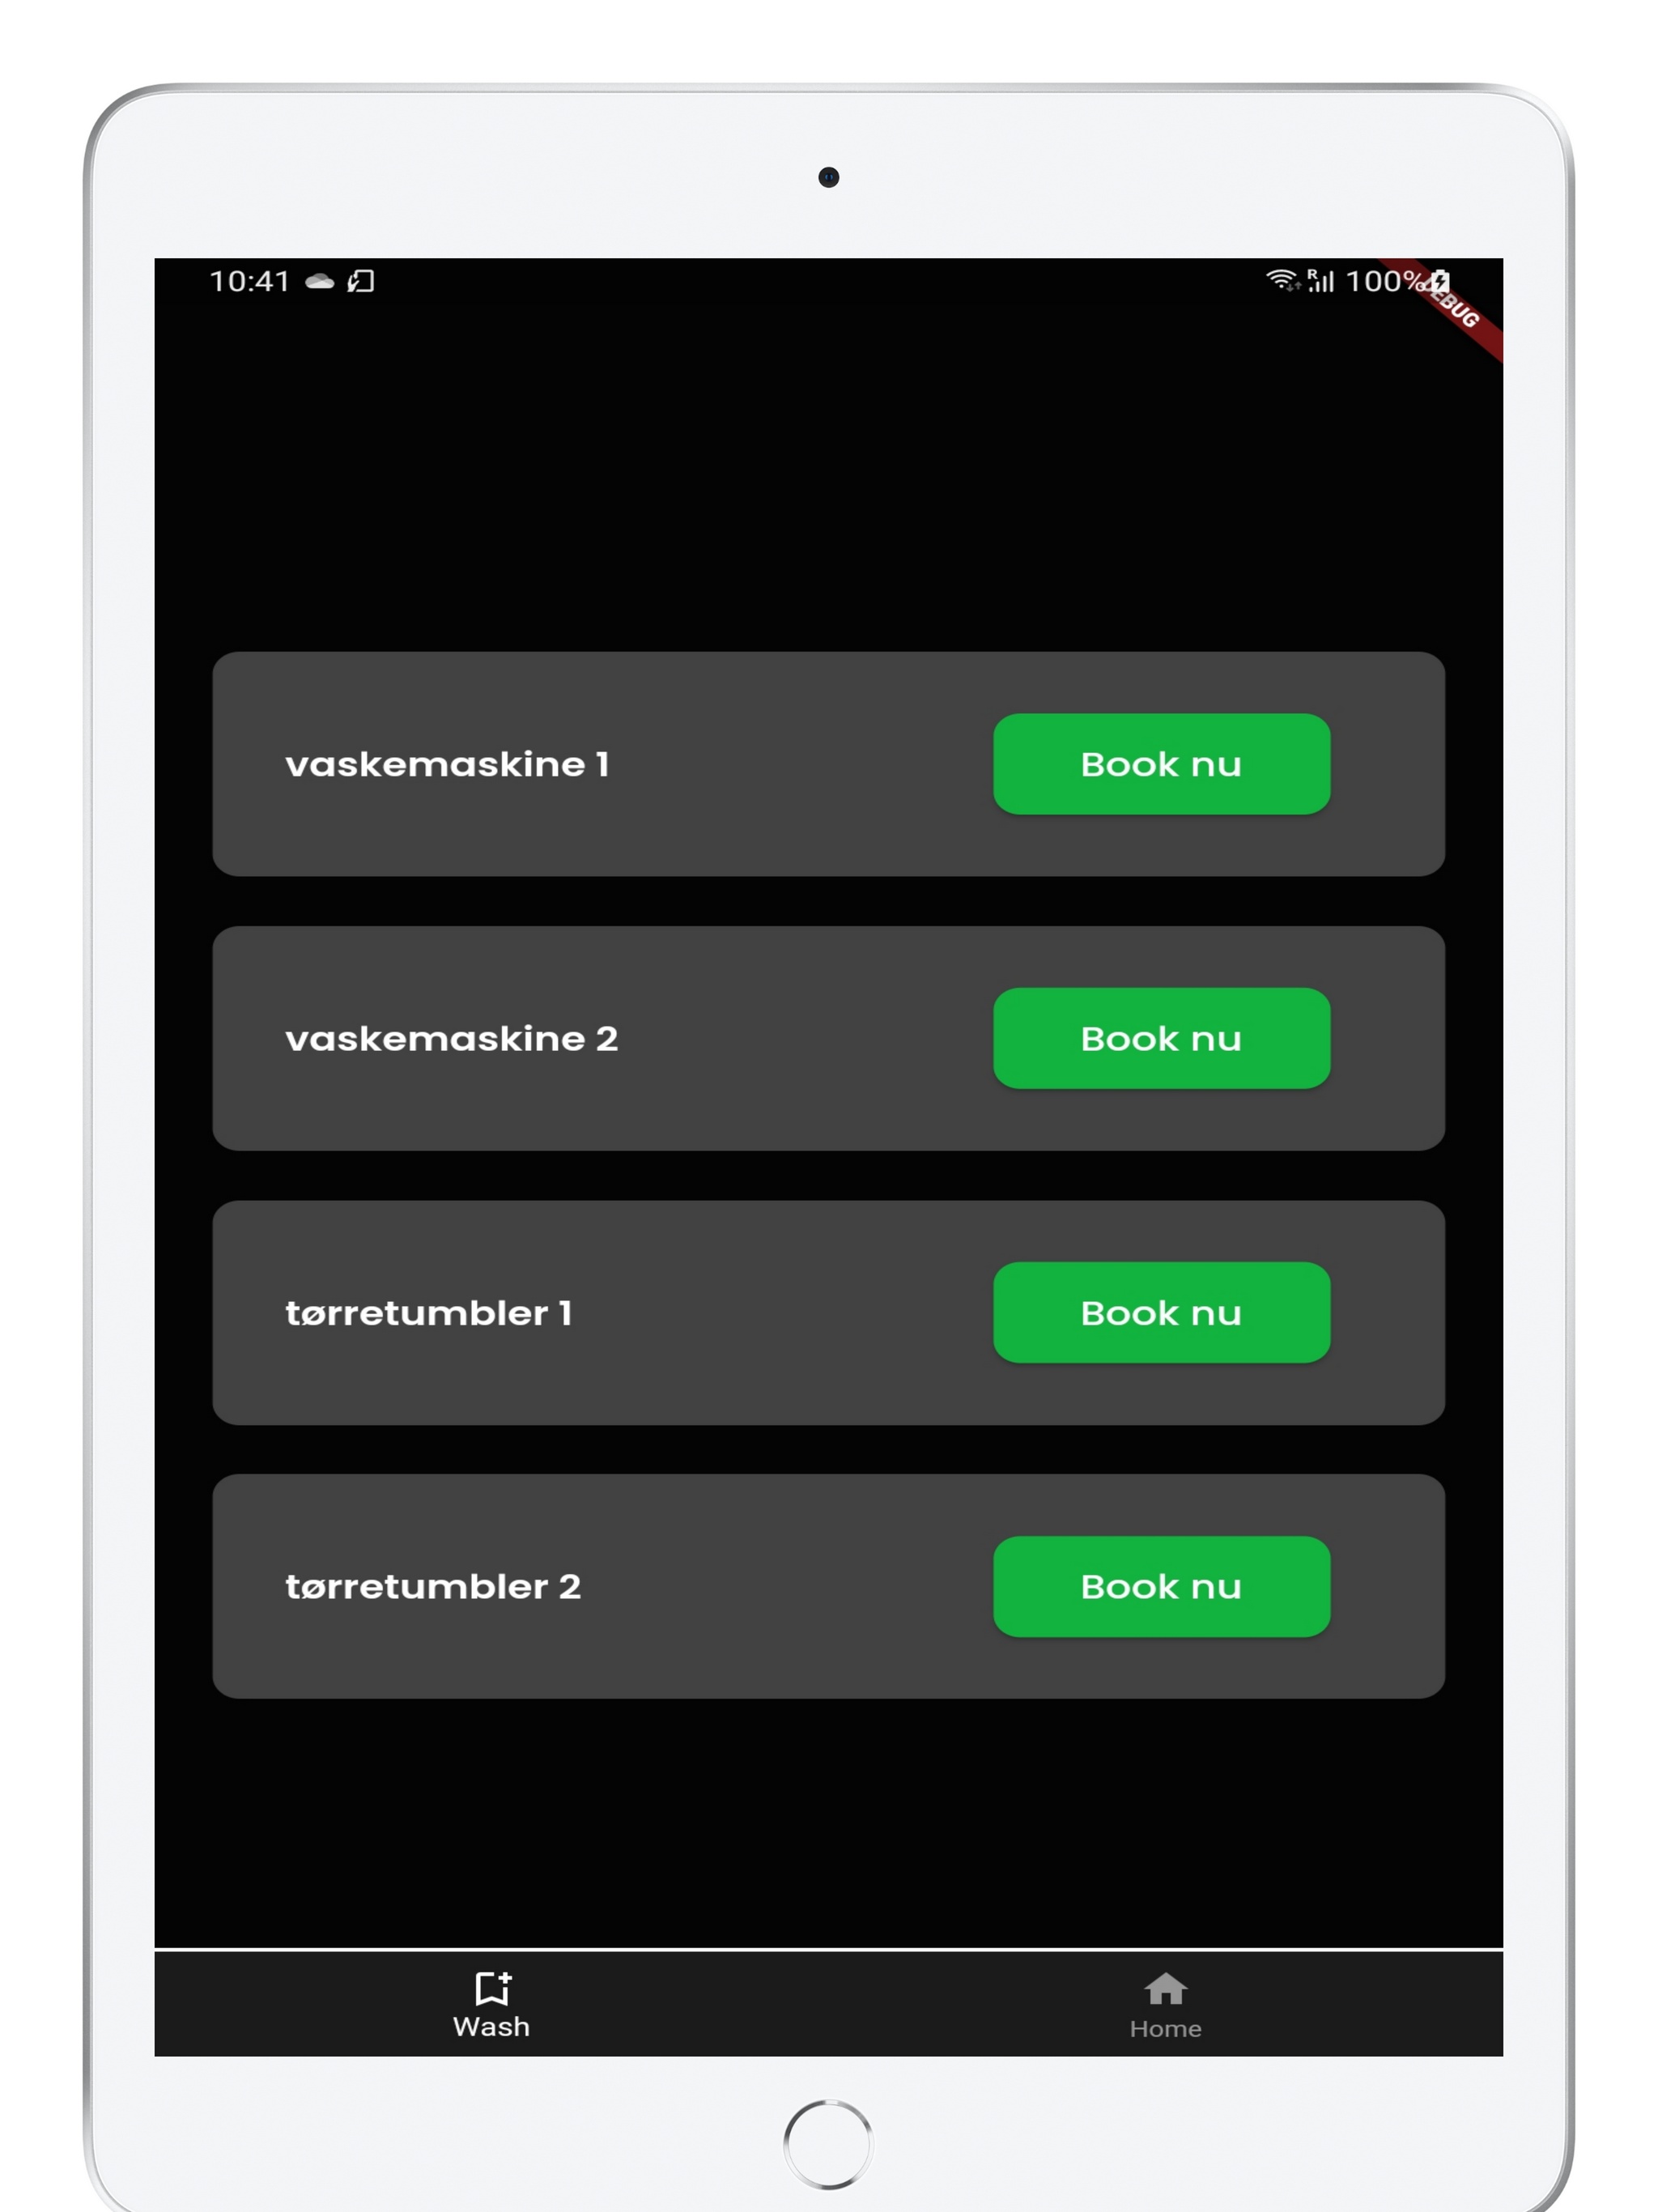 10:41 R 100%
DEBUG
vaskemaskine 1 Book nu
vaskemaskine 2 Book nu
tørretumbler 1 Book nu
tørretumbler 2 Book nu
Wash Home